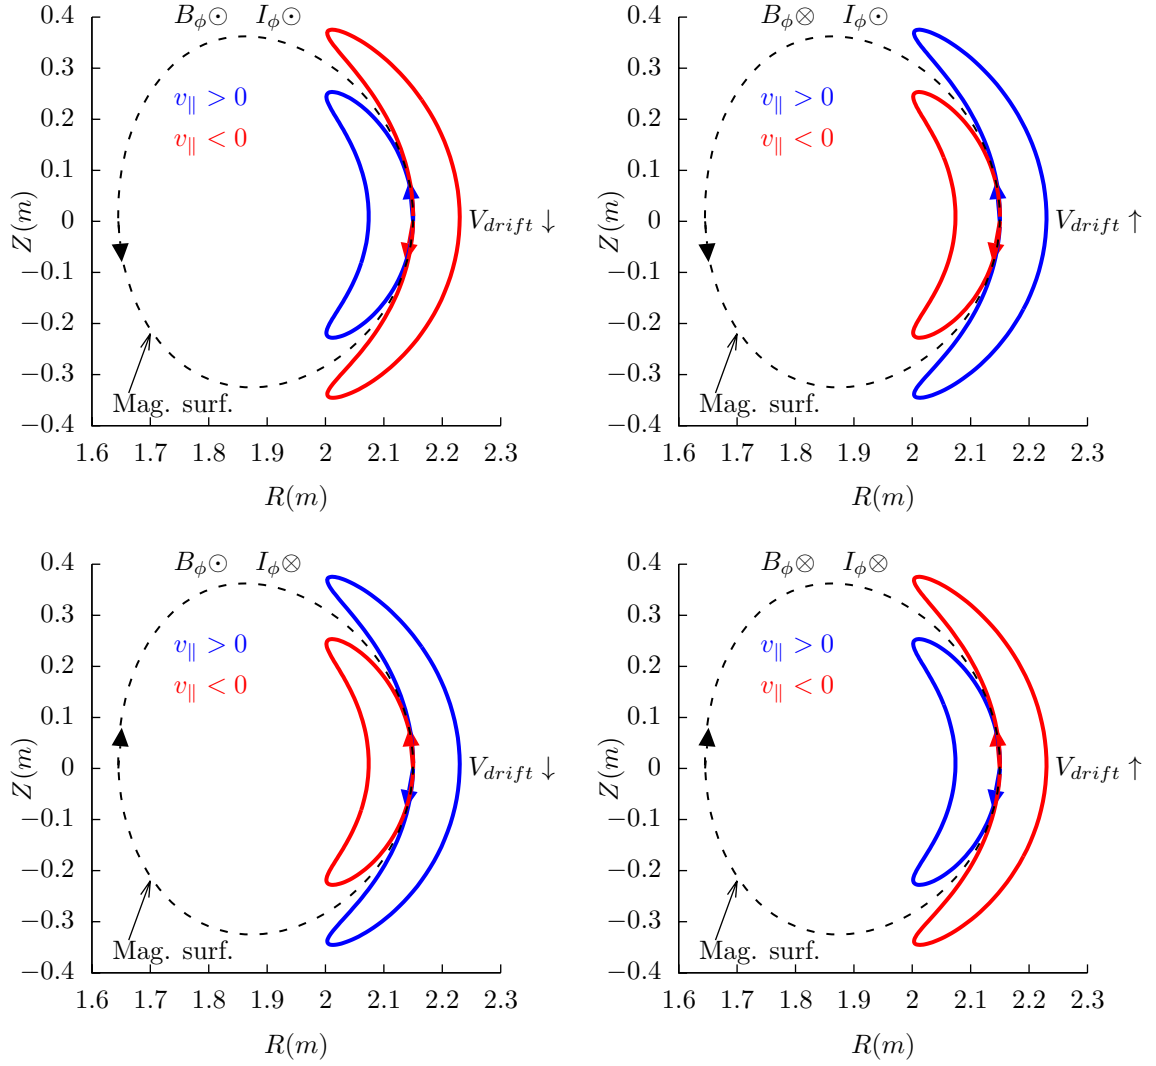 B_ϕ⊙ I_ϕ⊙
0.4
0.3
0.2
0.1
0
−0.1
−0.2
−0.3
−0.4
Z(m)
v_∥ > 0
v_∥ < 0
V_drift ↓
Mag. surf.
1.6 1.7 1.8 1.9 2 2.1 2.2 2.3
R(m)
B_ϕ⊗ I_ϕ⊙
0.4
0.3
0.2
0.1
0
−0.1
−0.2
−0.3
−0.4
Z(m)
v_∥ > 0
v_∥ < 0
V_drift ↑
Mag. surf.
1.6 1.7 1.8 1.9 2 2.1 2.2 2.3
R(m)
B_ϕ⊙ I_ϕ⊗
0.4
0.3
0.2
0.1
0
−0.1
−0.2
−0.3
−0.4
Z(m)
v_∥ > 0
v_∥ < 0
V_drift ↓
Mag. surf.
1.6 1.7 1.8 1.9 2 2.1 2.2 2.3
R(m)
B_ϕ⊗ I_ϕ⊗
0.4
0.3
0.2
0.1
0
−0.1
−0.2
−0.3
−0.4
Z(m)
v_∥ > 0
v_∥ < 0
V_drift ↑
Mag. surf.
1.6 1.7 1.8 1.9 2 2.1 2.2 2.3
R(m)